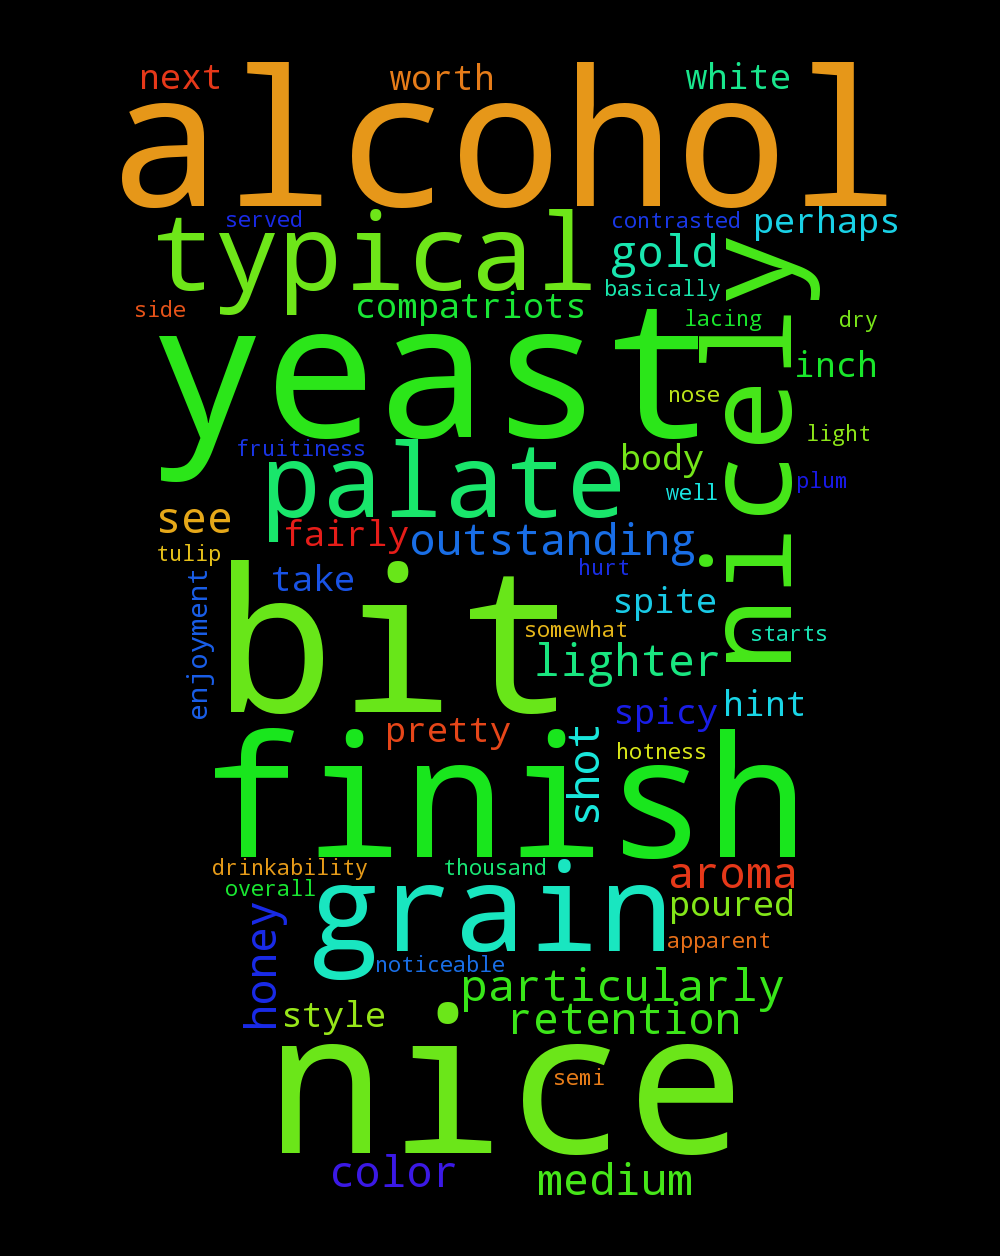 next worth white
alcohol
served contrasted perhaps
typical gold
basically
side compatriots lacing dry
yeast nicely inch
nose
fruitiness light
palate body
well plum
see fairly outstanding
tulip
enjoyment take hurt
bit spite
somewhat starts
lighter
spicy hint
pretty shot hotness
finish
drinkability thousand aroma
overall
grain poured
honey apparent
noticeable
particularly
style retention
nice
semi
color medium